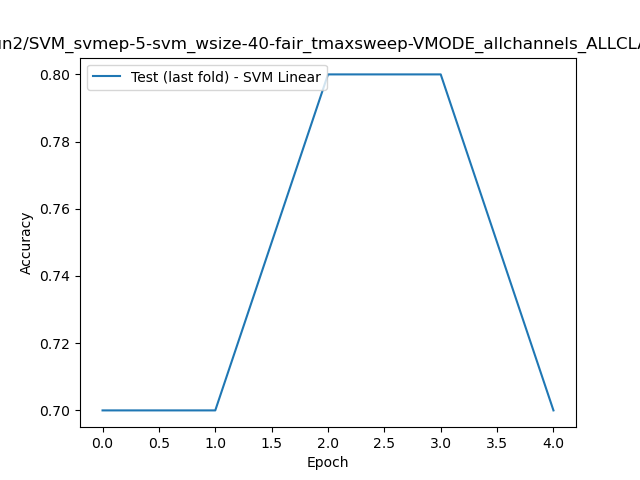 un2/SVM_svmep-5-svm_wsize-40-fair_tmaxsweep-VMODE_allchannels_ALLCLA
Test (last fold) - SVM Linear
0.80
0.78
0.76
0.74
0.72
0.70
Accuracy
0.0 0.5 1.0 1.5 2.0 2.5 3.0 3.5 4.0
Epoch